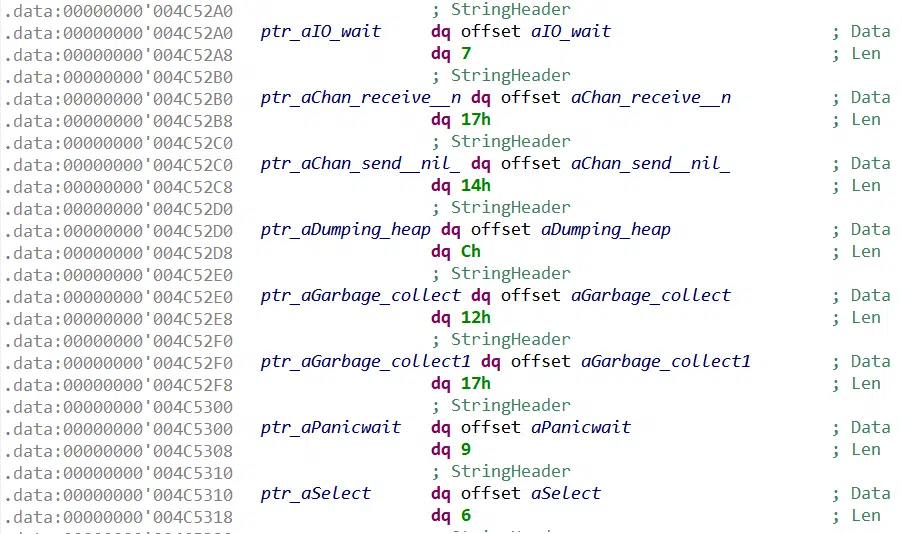 .data:00000000'004C52A0 ; StringHeader
.data:00000000'004C52A0 ptr_aIO_wait dq offset aIO_wait ; Data
.data:00000000'004C52A8 dq 7 ; Len
.data:00000000'004C52B0 ; StringHeader
.data:00000000'004C52B0 ptr_aChan_receive__n dq offset aChan_receive__n ; Data
.data:00000000'004C52B8 dq 17h ; Len
.data:00000000'004C52C0 ; StringHeader
.data:00000000'004C52C0 ptr_aChan_send__nil_ dq offset aChan_send__nil_ ; Data
.data:00000000'004C52C8 dq 14h ; Len
.data:00000000'004C52D0 ; StringHeader
.data:00000000'004C52D0 ptr_aDumping_heap dq offset aDumping_heap ; Data
.data:00000000'004C52D8 dq Ch ; Len
.data:00000000'004C52E0 ; StringHeader
.data:00000000'004C52E0 ptr_aGarbage_collect dq offset aGarbage_collect ; Data
.data:00000000'004C52E8 dq 12h ; Len
.data:00000000'004C52F0 ; StringHeader
.data:00000000'004C52F0 ptr_aGarbage_collect1 dq offset aGarbage_collect1 ; Data
.data:00000000'004C52F8 dq 17h ; Len
.data:00000000'004C5300 ; StringHeader
.data:00000000'004C5300 ptr_aPanicwait dq offset aPanicwait ; Data
.data:00000000'004C5308 dq 9 ; Len
.data:00000000'004C5310 ; StringHeader
.data:00000000'004C5310 ptr_aSelect dq offset aSelect ; Data
.data:00000000'004C5318 dq 6 ; Len